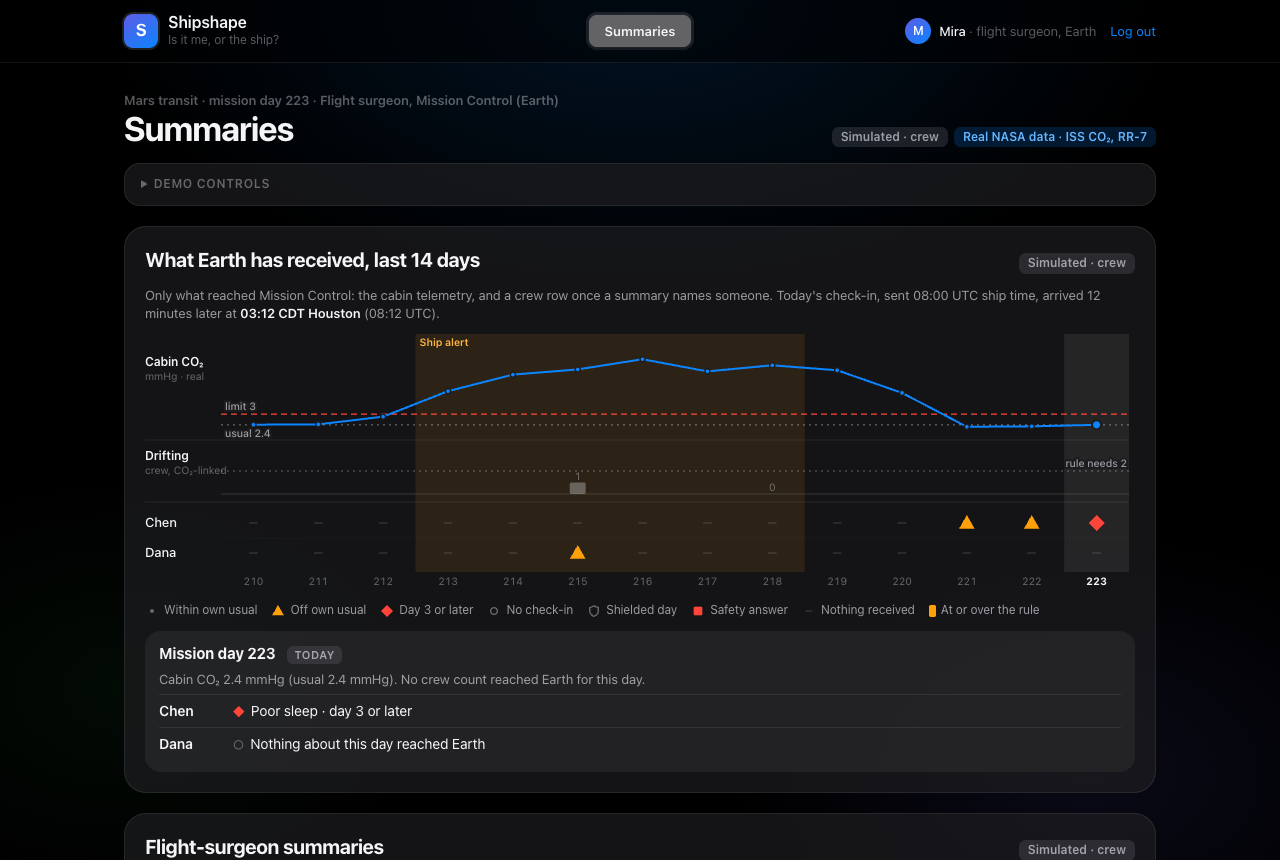 S
Shipshape
Is it me, or the ship?
Summaries
M
Mira · flight surgeon, Earth
Log out
Mars transit · mission day 223 · Flight surgeon, Mission Control (Earth)
Summaries
Simulated · crew
Real NASA data · ISS CO₂, RR-7
DEMO CONTROLS
What Earth has received, last 14 days
Simulated · crew
Only what reached Mission Control: the cabin telemetry, and a crew row once a summary names someone. Today's check-in, sent 08:00 UTC ship time, arrived 12
minutes later at 03:12 CDT Houston (08:12 UTC).
Ship alert
Cabin CO₂
mmHg · real
limit 3
usual 2.4
Drifting
crew, CO₂-linked
rule needs 2
1
0
Chen
Dana
210 211 212 213 214 215 216 217 218 219 220 221 222 223
Within own usual
Off own usual
Day 3 or later
No check-in
Shielded day
Safety answer
Nothing received
At or over the rule
Mission day 223
TODAY
Cabin CO₂ 2.4 mmHg (usual 2.4 mmHg). No crew count reached Earth for this day.
Chen
Poor sleep · day 3 or later
Dana
Nothing about this day reached Earth
Flight-surgeon summaries
Simulated · crew